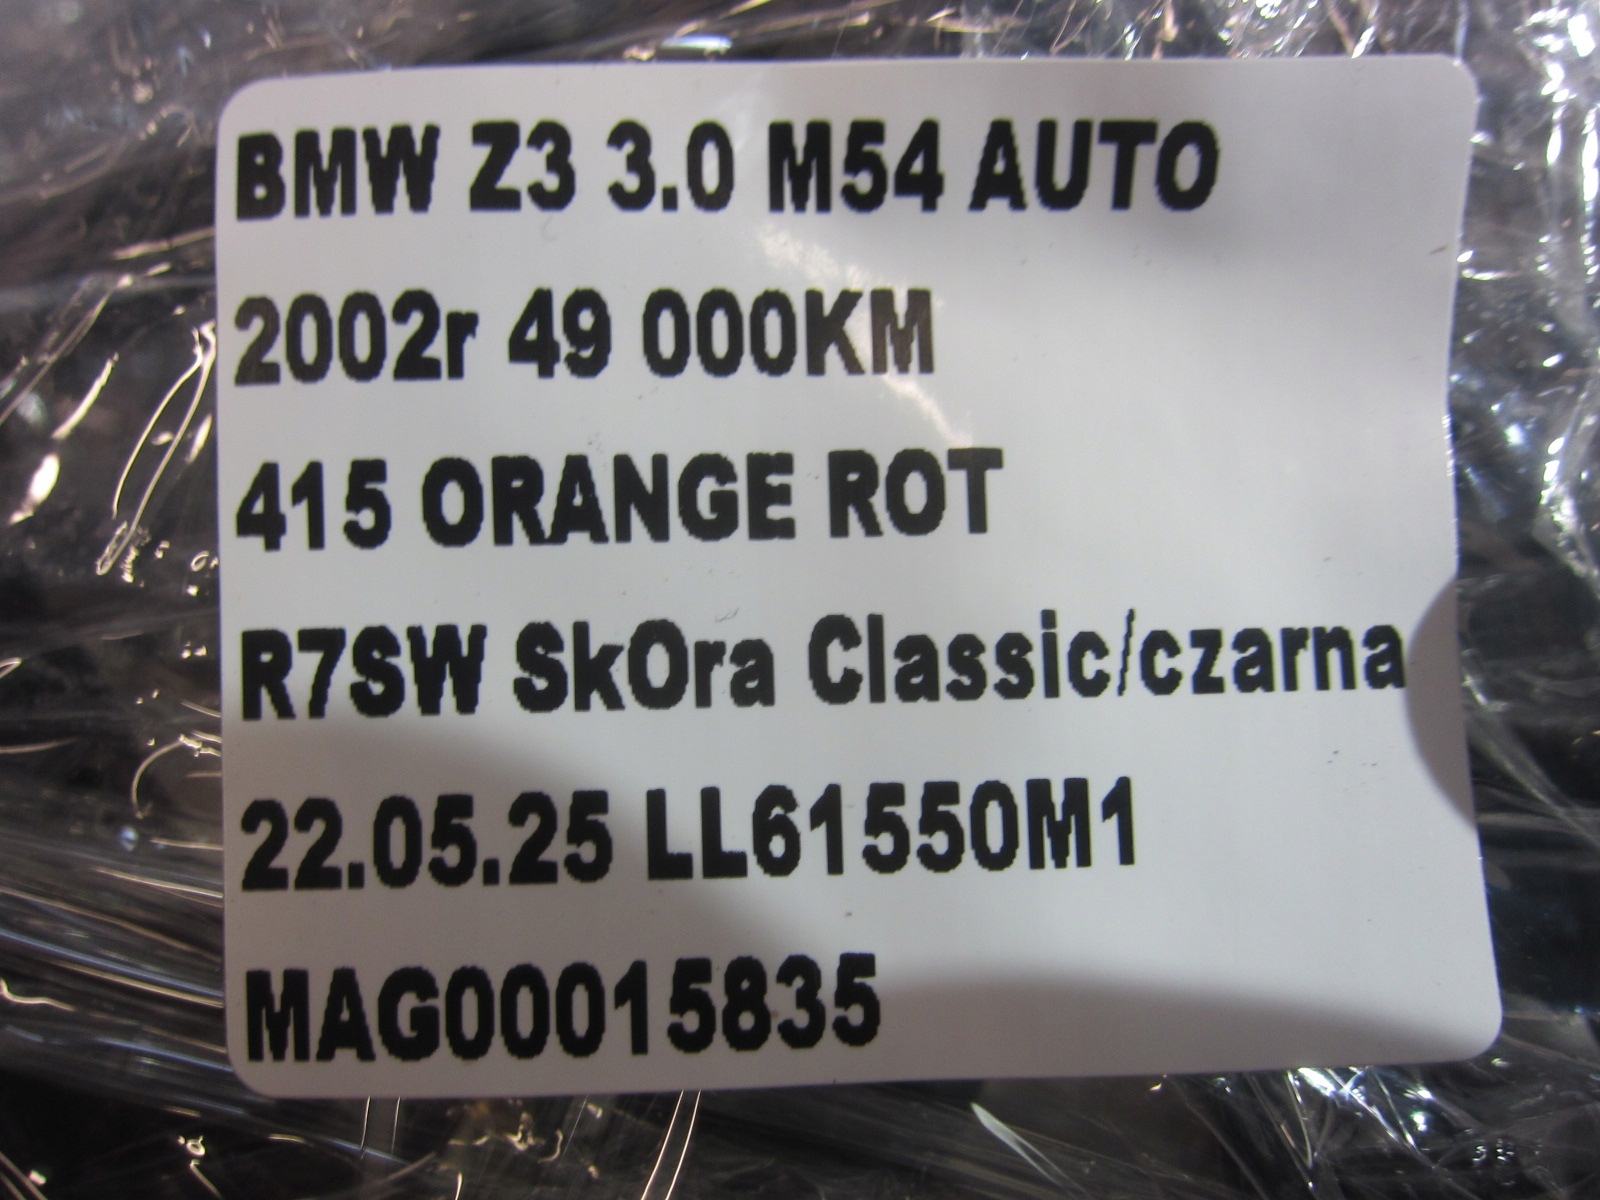 BMW Z3 3.0 M54 AUTO
2002r 49 000KM
415 ORANGE ROT
R7SW SkOra Classic/czarna
22.05.25 LL61550M1
MAG00015835